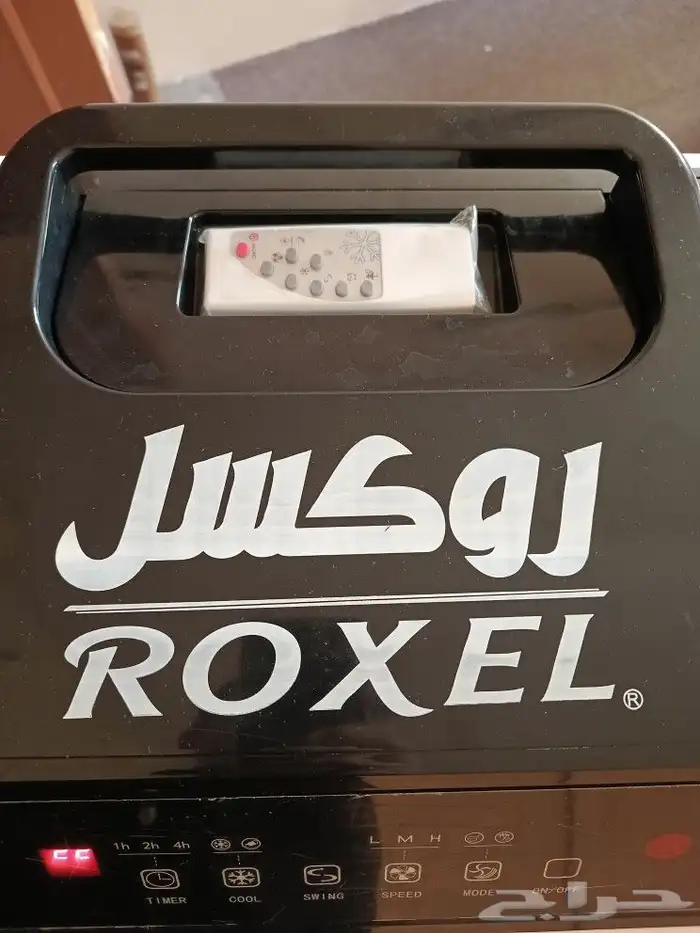 روكسل
ROXEL®
1h 2h 4h
L M H
TIMER COOL SWING SPEED MODE ON/OFF
حراج